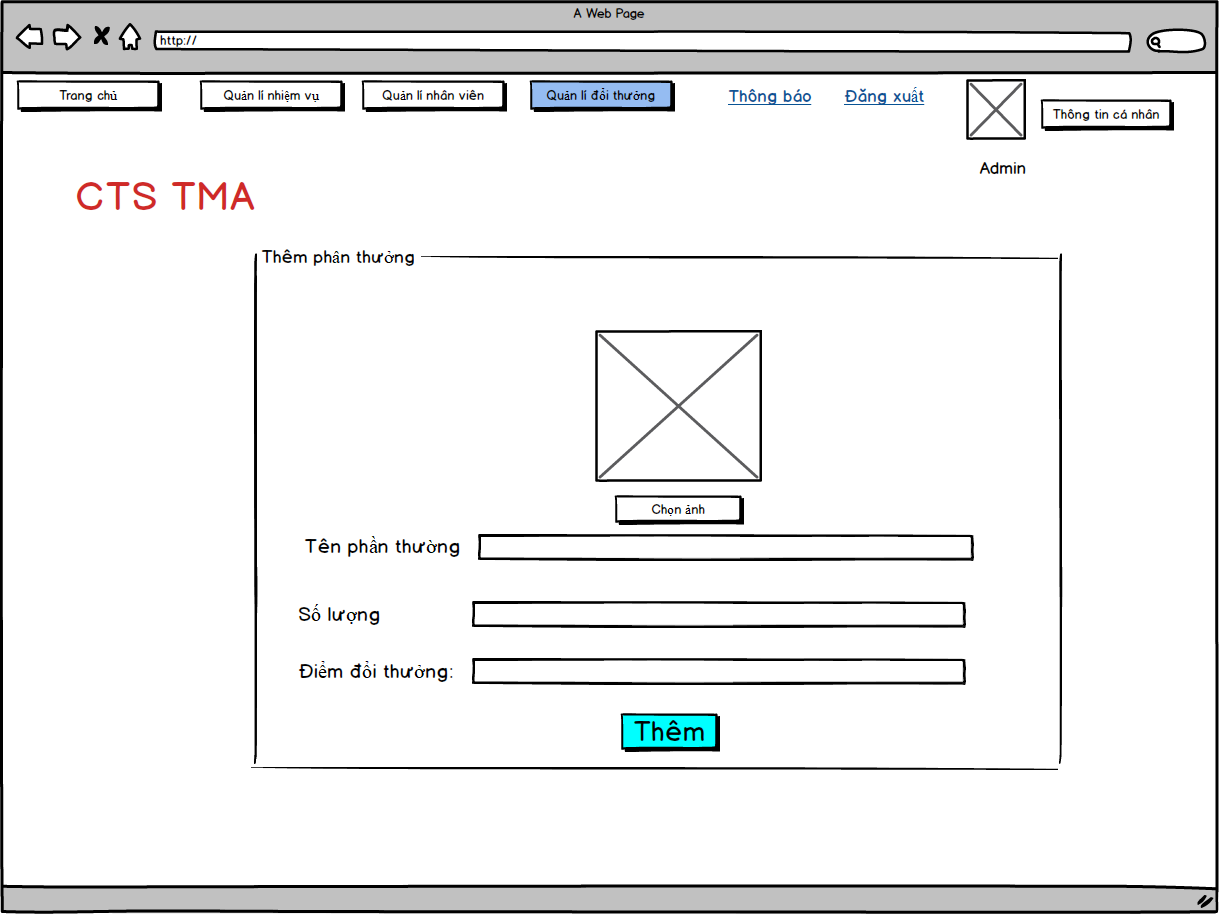 A Web Page
http://
Trang chủ
Quản lí nhiệm vụ
Quản lí nhân viên
Quản lí đổi thưởng
Thông báo
Đăng xuất
Thông tin cá nhân
Admin
CTS TMA
Thêm phần thưởng
Chọn ảnh
Tên phần thưởng
Số lượng
Điểm đổi thưởng:
Thêm